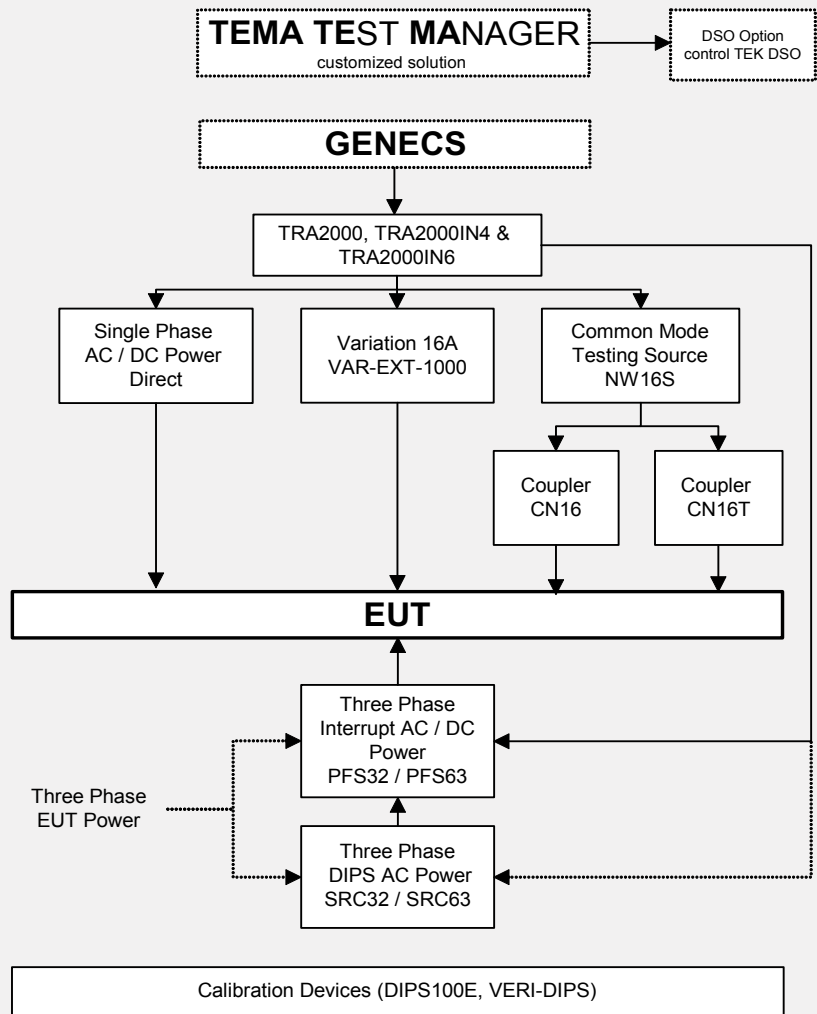 TEMA TEST MANAGER
customized solution
DSO Option
control TEK DSO
GENECS
TRA2000, TRA2000IN4 &
TRA2000IN6
Single Phase
AC / DC Power
Direct
Variation 16A
VAR-EXT-1000
Common Mode
Testing Source
NW16S
Coupler
CN16
Coupler
CN16T
EUT
Three Phase
Interrupt AC / DC
Power
PFS32 / PFS63
Three Phase
EUT Power
Three Phase
DIPS AC Power
SRC32 / SRC63
Calibration Devices (DIPS100E, VERI-DIPS)